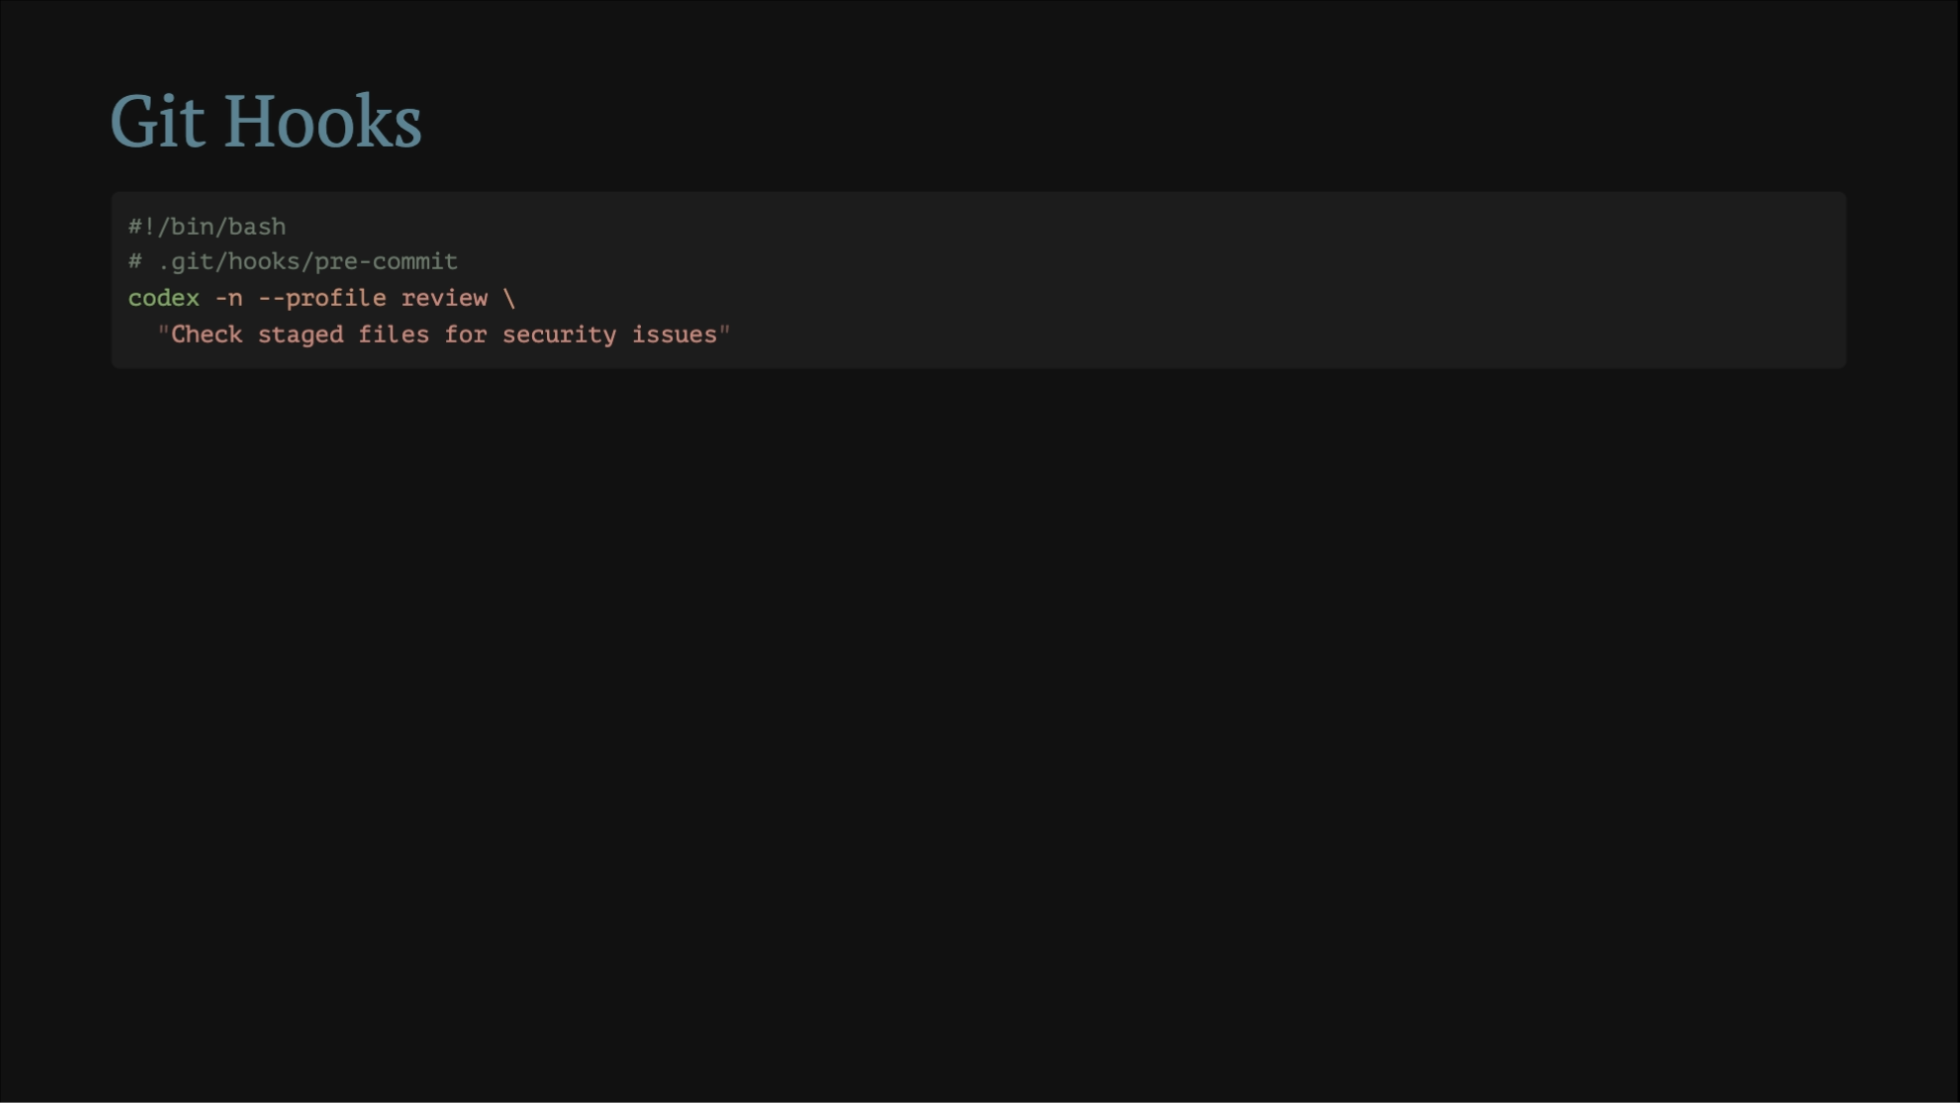 Git Hooks
#!/bin/bash
# .git/hooks/pre-commit
codex -n --profile review \
  "Check staged files for security issues"